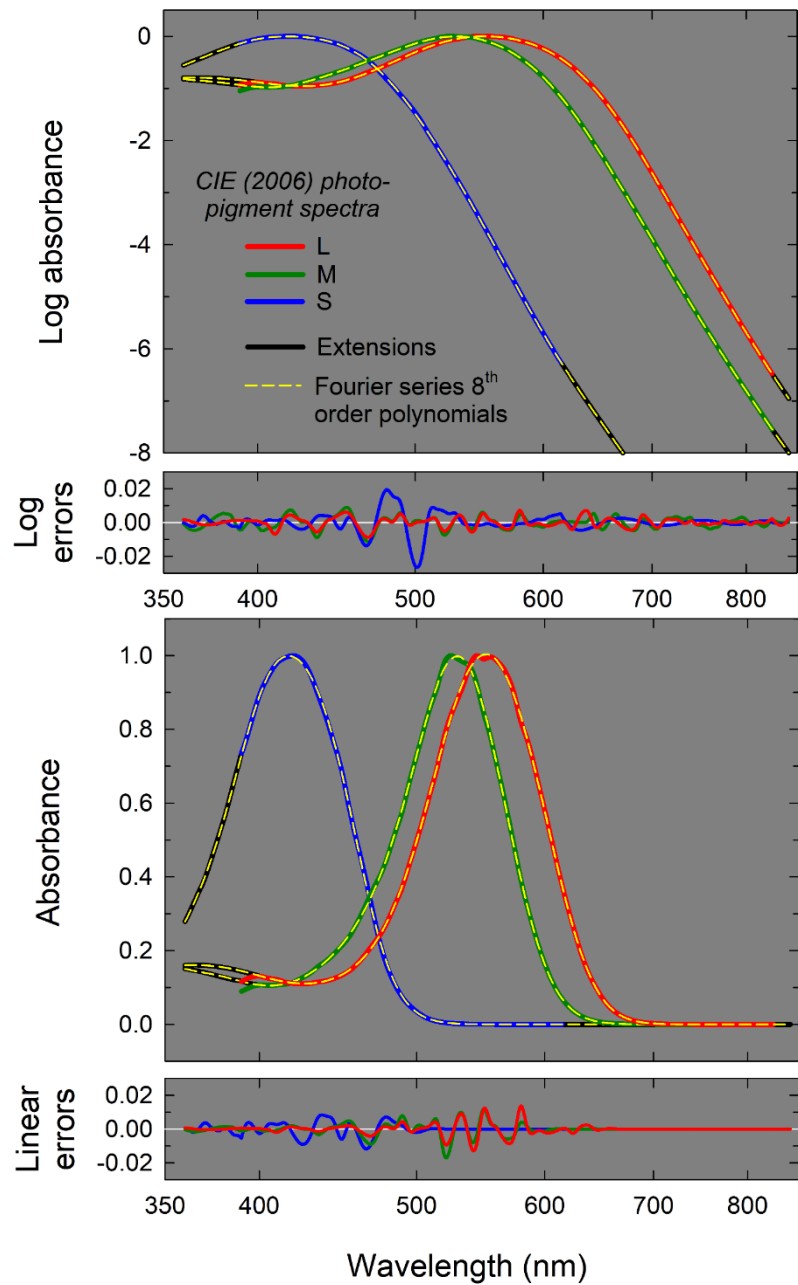 0
-2
-4
-6
-8
Log absorbance
CIE (2006) photo-
pigment spectra
L
M
S
Extensions
Fourier series 8th
order polynomials
0.02
0.00
-0.02
Log
errors
350 400 500 600 700 800
1.0
0.8
0.6
0.4
0.2
0.0
Absorbance
0.02
0.00
-0.02
Linear
errors
350 400 500 600 700 800
Wavelength (nm)